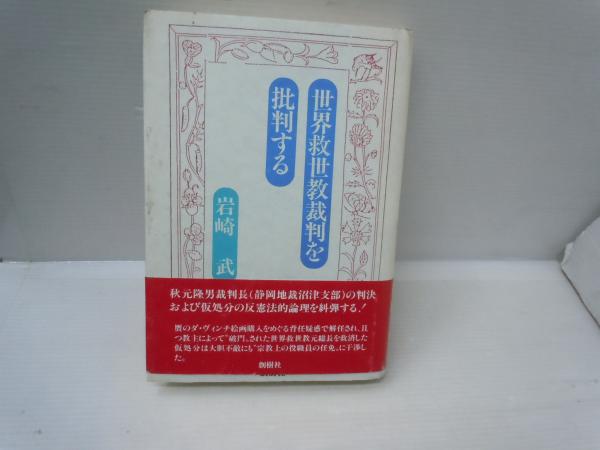 世界救世教裁判を
批判する
岩崎 武
秋元隆男裁判長(静岡地裁沼津支部)の判決
および仮処分の反憲法的論理を糾弾する!
贋のダ・ヴィンチ絵画購入をめぐる背任疑惑で解任され、且
つ教主によって“破門”された世界救世教元総長を救済した
仮処分は大胆不敵にも“宗教上の役職員の任免”に干渉し
た。
創樹社